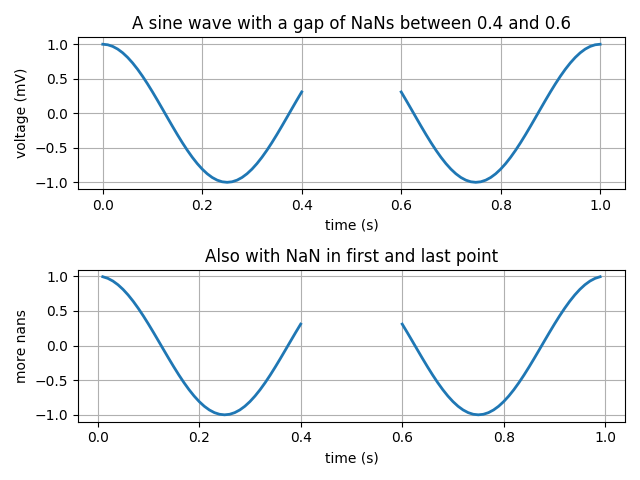 A sine wave with a gap of NaNs between 0.4 and 0.6
1.0
0.5
0.0
−0.5
−1.0
voltage (mV)
0.0 0.2 0.4 0.6 0.8 1.0
time (s)
Also with NaN in first and last point
1.0
0.5
0.0
−0.5
−1.0
more nans
0.0 0.2 0.4 0.6 0.8 1.0
time (s)